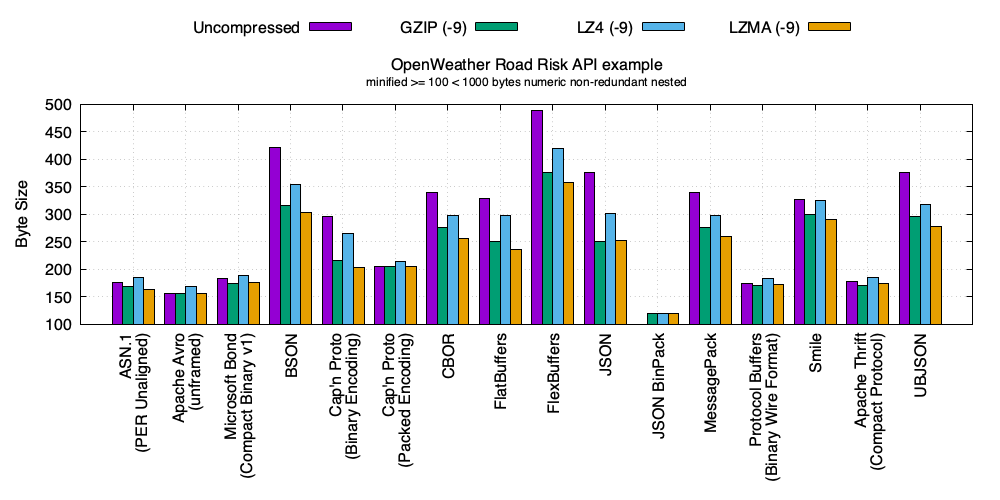 Uncompressed
GZIP (-9)
LZ4 (-9)
LZMA (-9)
OpenWeather Road Risk API example
minified >= 100 < 1000 bytes numeric non-redundant nested
Byte Size
500
450
400
350
300
250
200
150
100
ASN.1
(PER Unaligned)
Apache Avro
(unframed)
Microsoft Bond
(Compact Binary v1)
BSON
Cap'n Proto
(Binary Encoding)
Cap'n Proto
(Packed Encoding)
CBOR
FlatBuffers
FlexBuffers
JSON
JSON BinPack
MessagePack
Protocol Buffers
(Binary Wire Format)
Smile
Apache Thrift
(Compact Protocol)
UBJSON